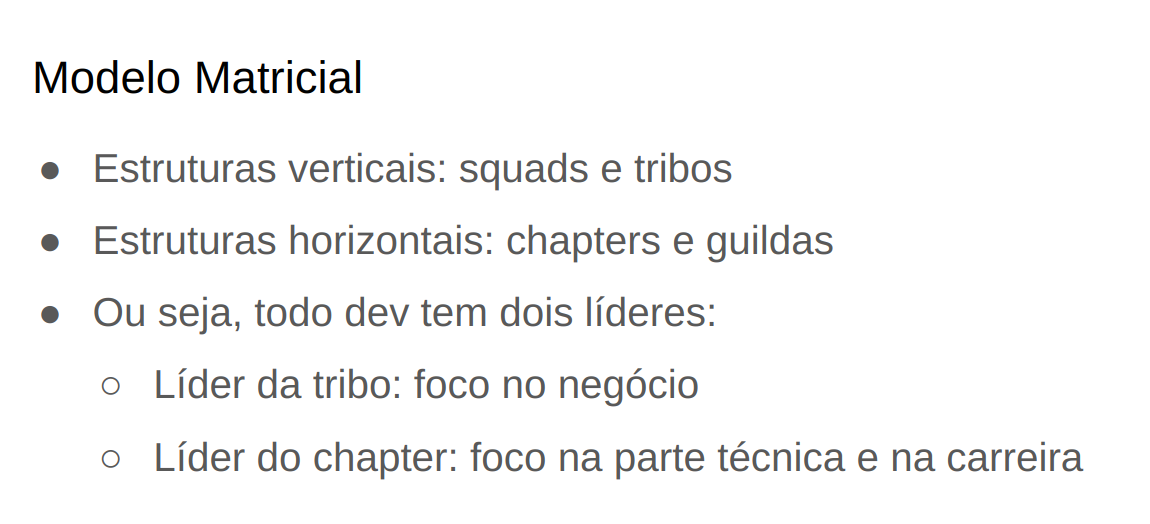 Modelo Matricial
● Estruturas verticais: squads e tribos
● Estruturas horizontais: chapters e guildas
● Ou seja, todo dev tem dois líderes:
○ Líder da tribo: foco no negócio
○ Líder do chapter: foco na parte técnica e na carreira